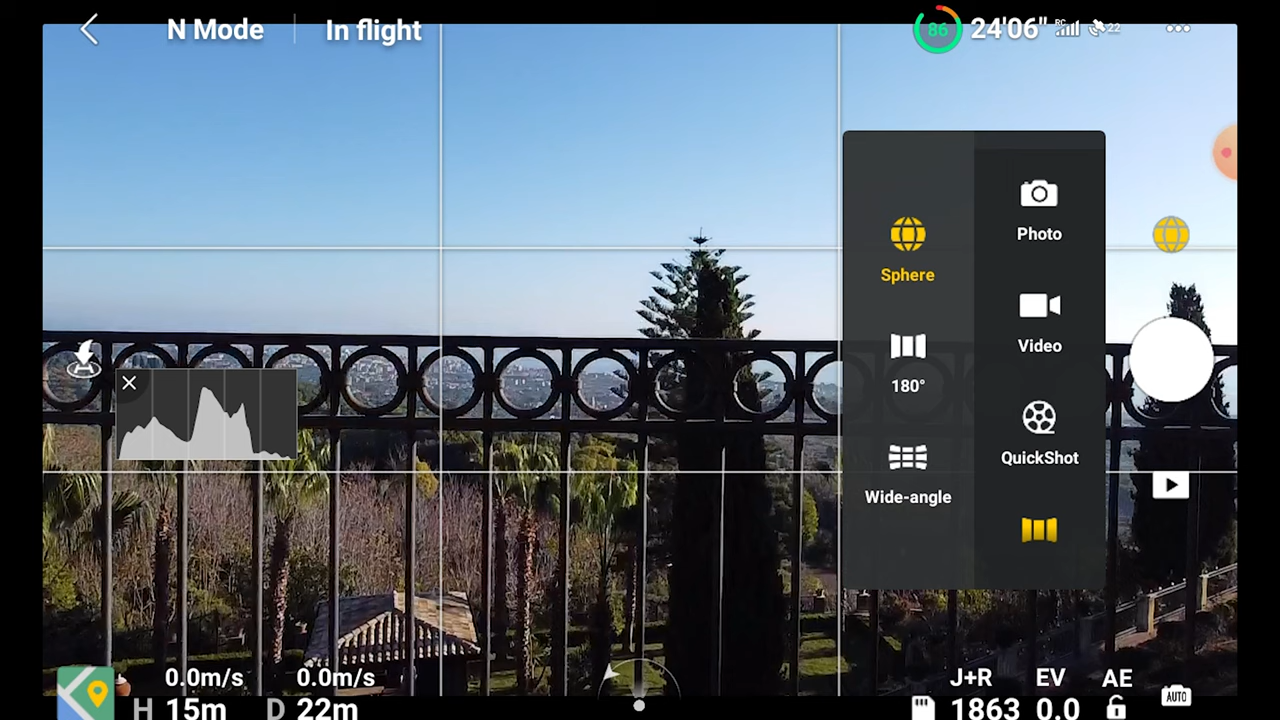 N Mode
In flight
86
24'06"
RC
22
Sphere
180°
Wide-angle
Photo
Video
QuickShot
0.0m/s
0.0m/s
H 15m
D 22m
J+R
1863
EV
0.0
AE
AUTO